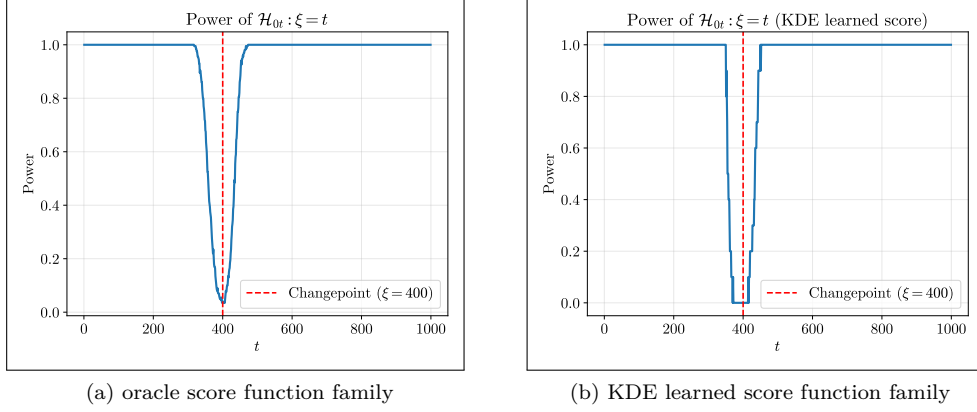 Power of $\mathcal{H}_{0t} : \xi = t$
1.0
0.8
0.6
0.4
0.2
0.0
Power
0 200 400 600 800 1000
t
Changepoint (ξ = 400)
(a) oracle score function family
Power of $\mathcal{H}_{0t} : \xi = t$ (KDE learned score)
1.0
0.8
0.6
0.4
0.2
0.0
Power
0 200 400 600 800 1000
t
Changepoint (ξ = 400)
(b) KDE learned score function family